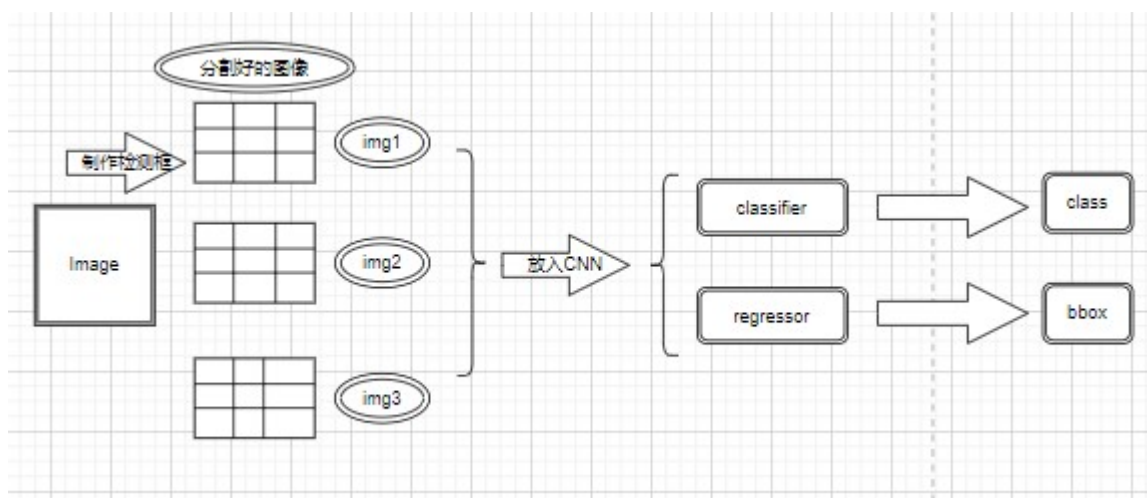 分割好的图像
制作检测框
img1
Image
img2
img3
放入CNN
classifier
class
regressor
bbox